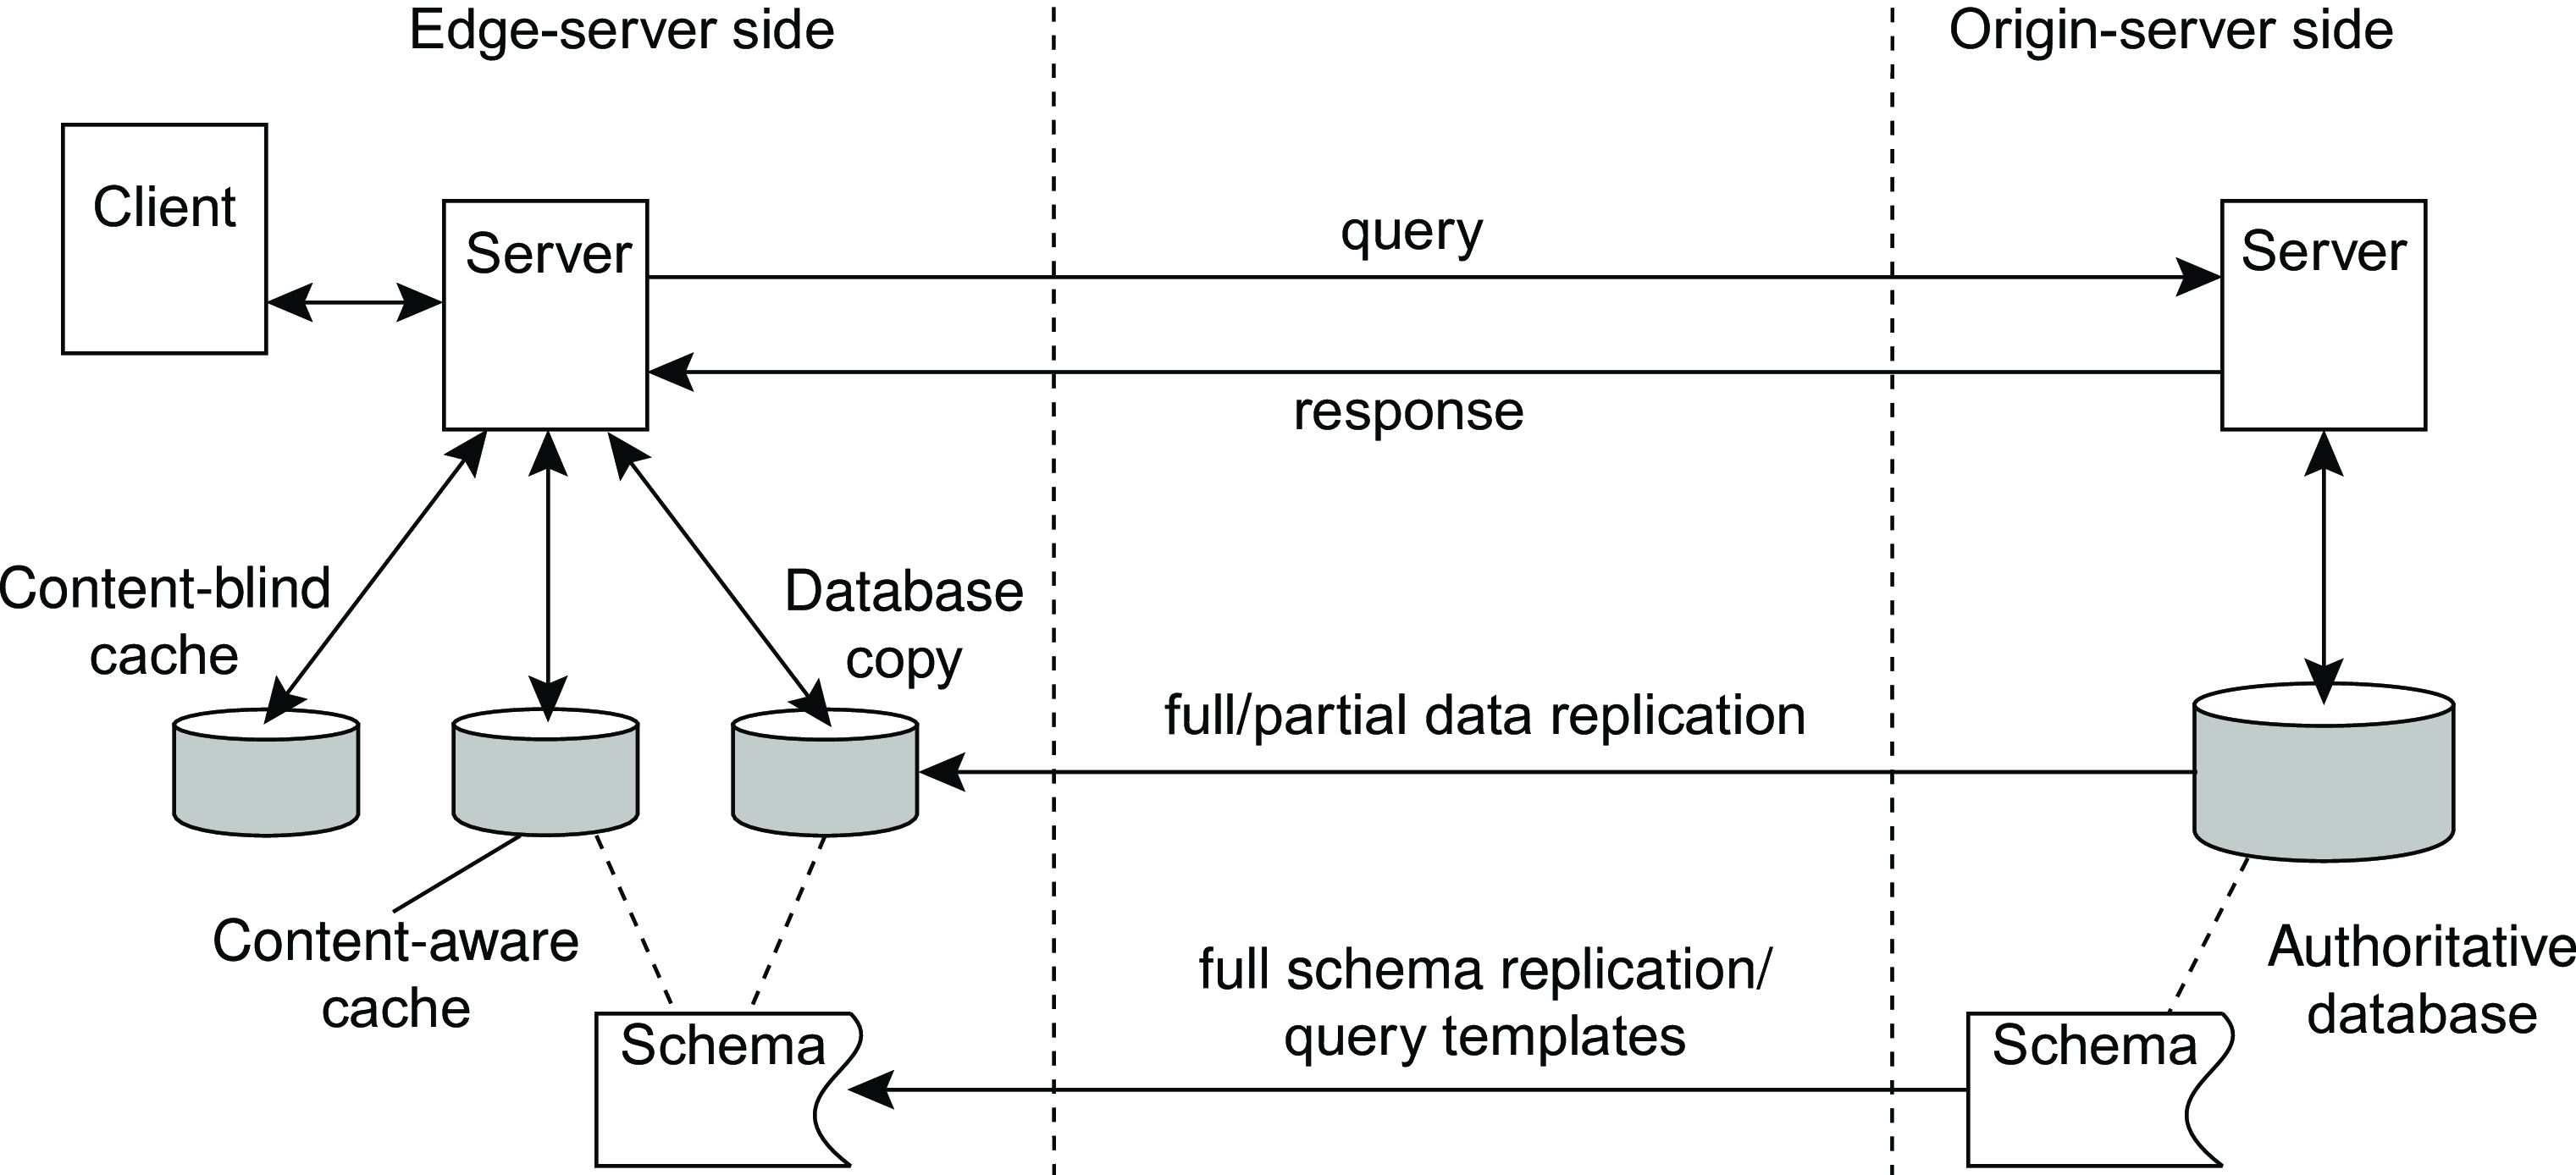 Edge-server side
Origin-server side
Client
Server
query
Server
response
Content-blind
cache
Database
copy
full/partial data replication
Content-aware
cache
full schema replication/
query templates
Authoritative
database
Schema
Schema